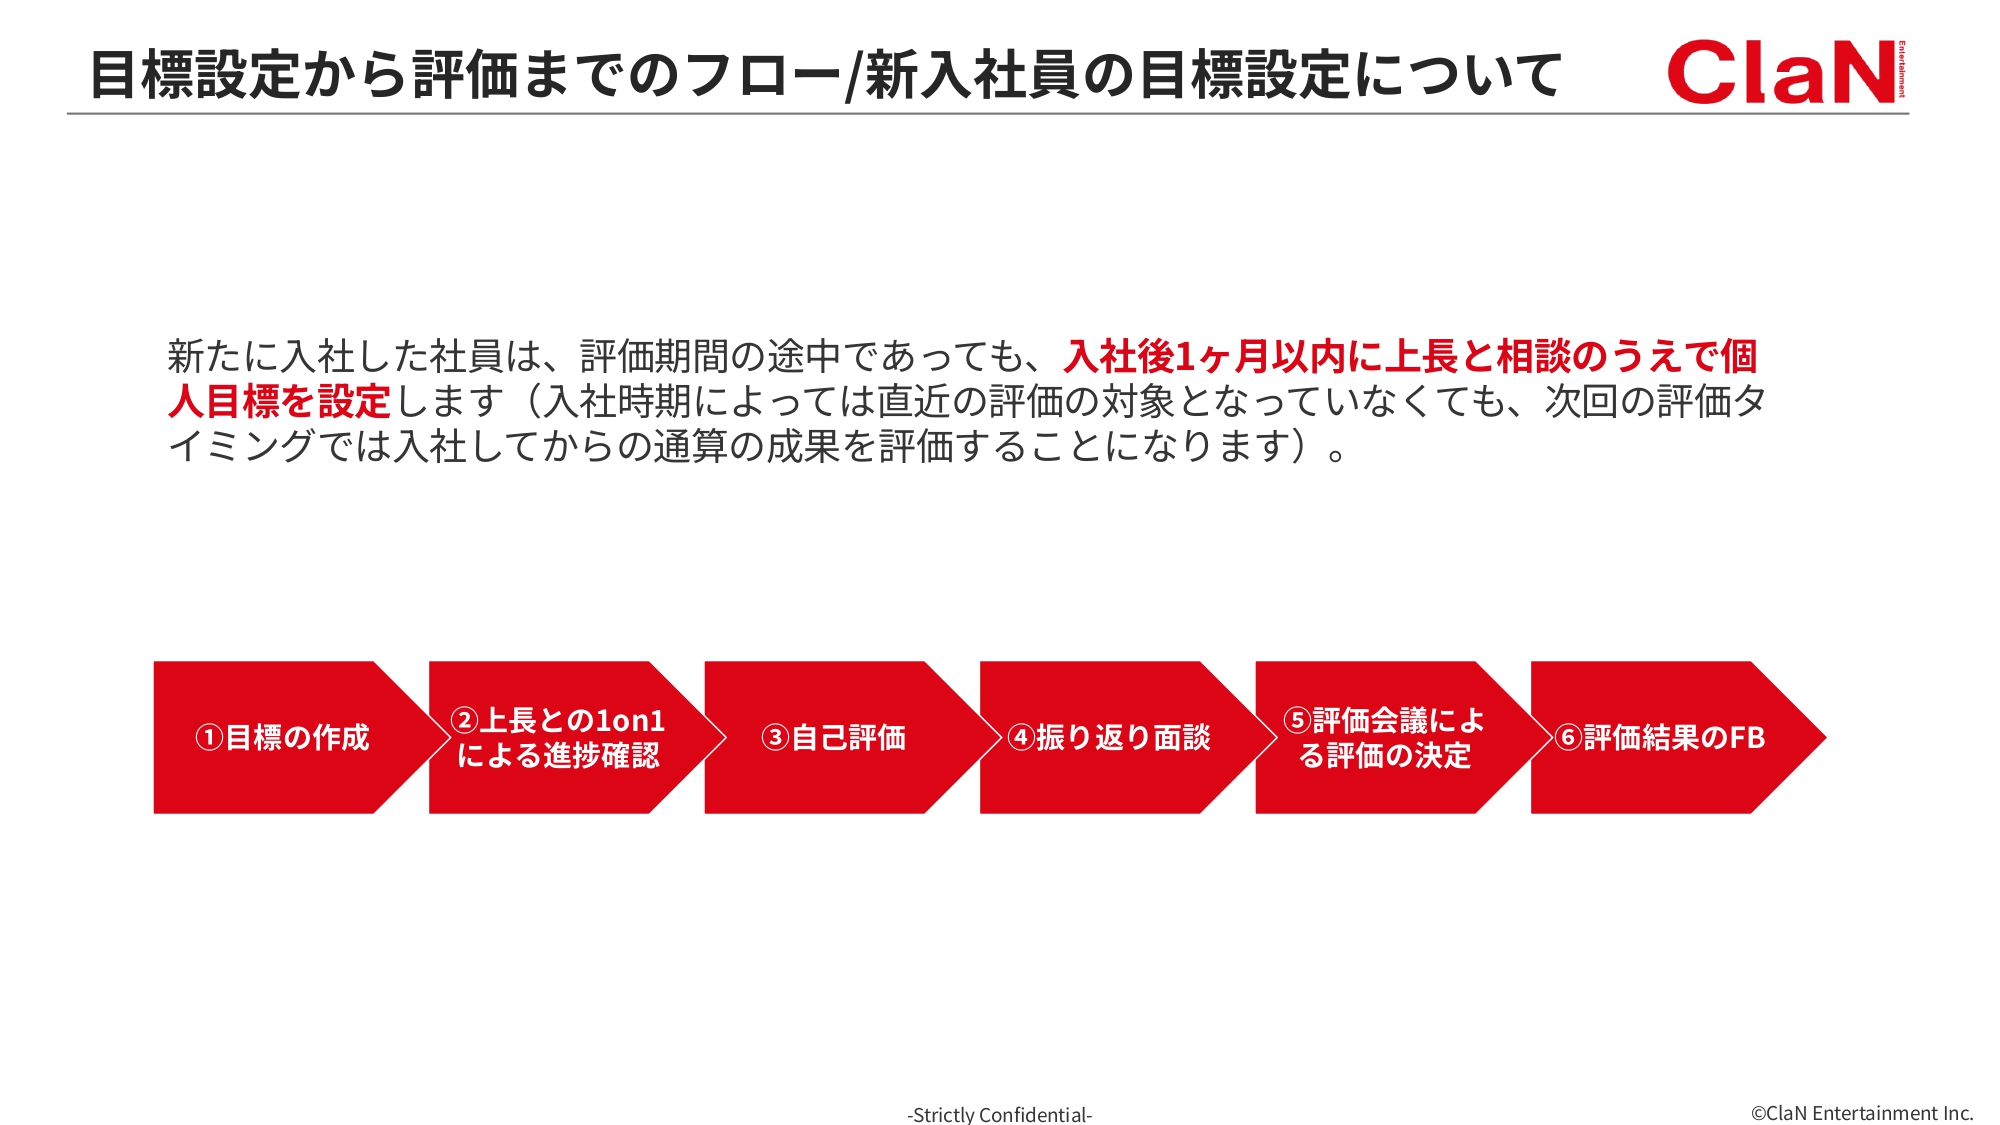 目標設定から評価までのフロー/新入社員の目標設定について
ClaN Entertainment
新たに入社した社員は、評価期間の途中であっても、入社後1ヶ月以内に上長と相談のうえで個
人目標を設定します（入社時期によっては直近の評価の対象となっていなくても、次回の評価タ
イミングでは入社してからの通算の成果を評価することになります）。
①目標の作成
②上長との1on1
による進捗確認
③自己評価
④振り返り面談
⑤評価会議によ
る評価の決定
⑥評価結果のFB
-Strictly Confidential-
©ClaN Entertainment Inc.